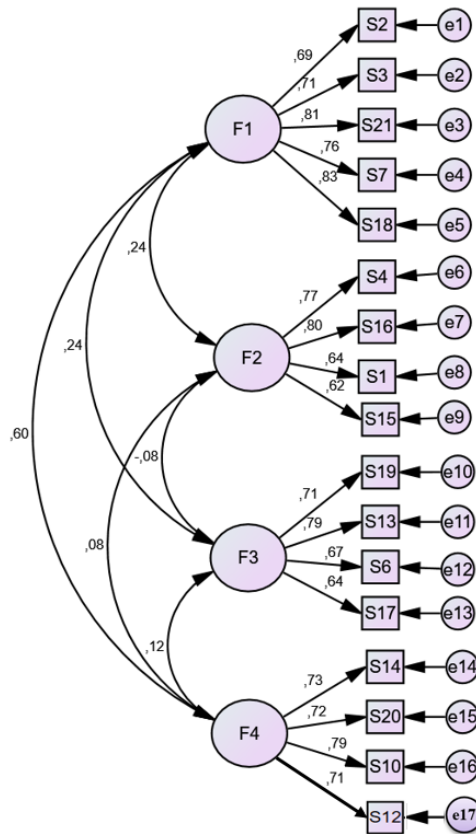 S2 e1
,69
S3 e2
,71
,81
F1 S21 e3
,76
S7 e4
,83
S18 e5
,24
S4 e6
,77
,80 S16 e7
,24
F2 ,64
S1 e8
,62
S15 e9
,60
-,08
S19 e10
,71
,79 S13 e11
,08
F3 ,67
S6 e12
,64
S17 e13
,12
S14 e14
,73
,72 S20 e15
F4
,79
S10 e16
,71
S12 e17